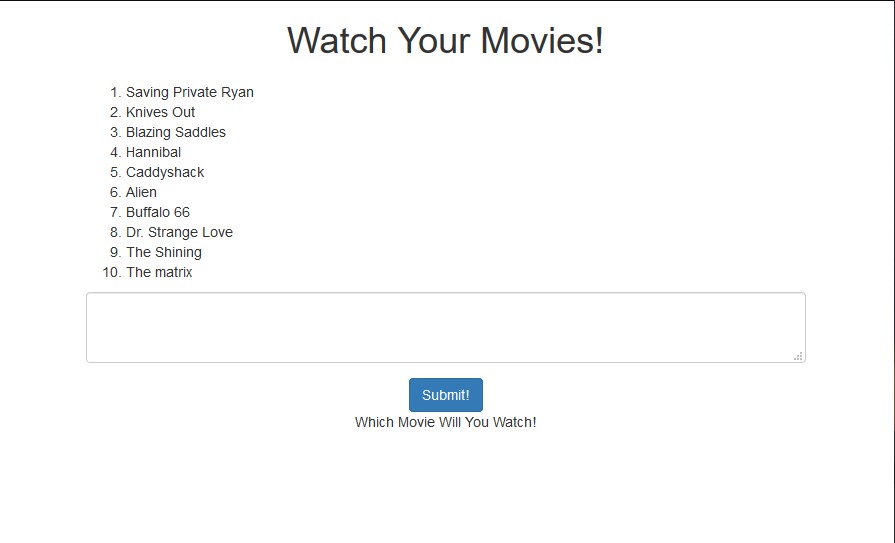 Watch Your Movies!
1. Saving Private Ryan
2. Knives Out
3. Blazing Saddles
4. Hannibal
5. Caddyshack
6. Alien
7. Buffalo 66
8. Dr. Strange Love
9. The Shining
10. The matrix
Submit!
Which Movie Will You Watch!